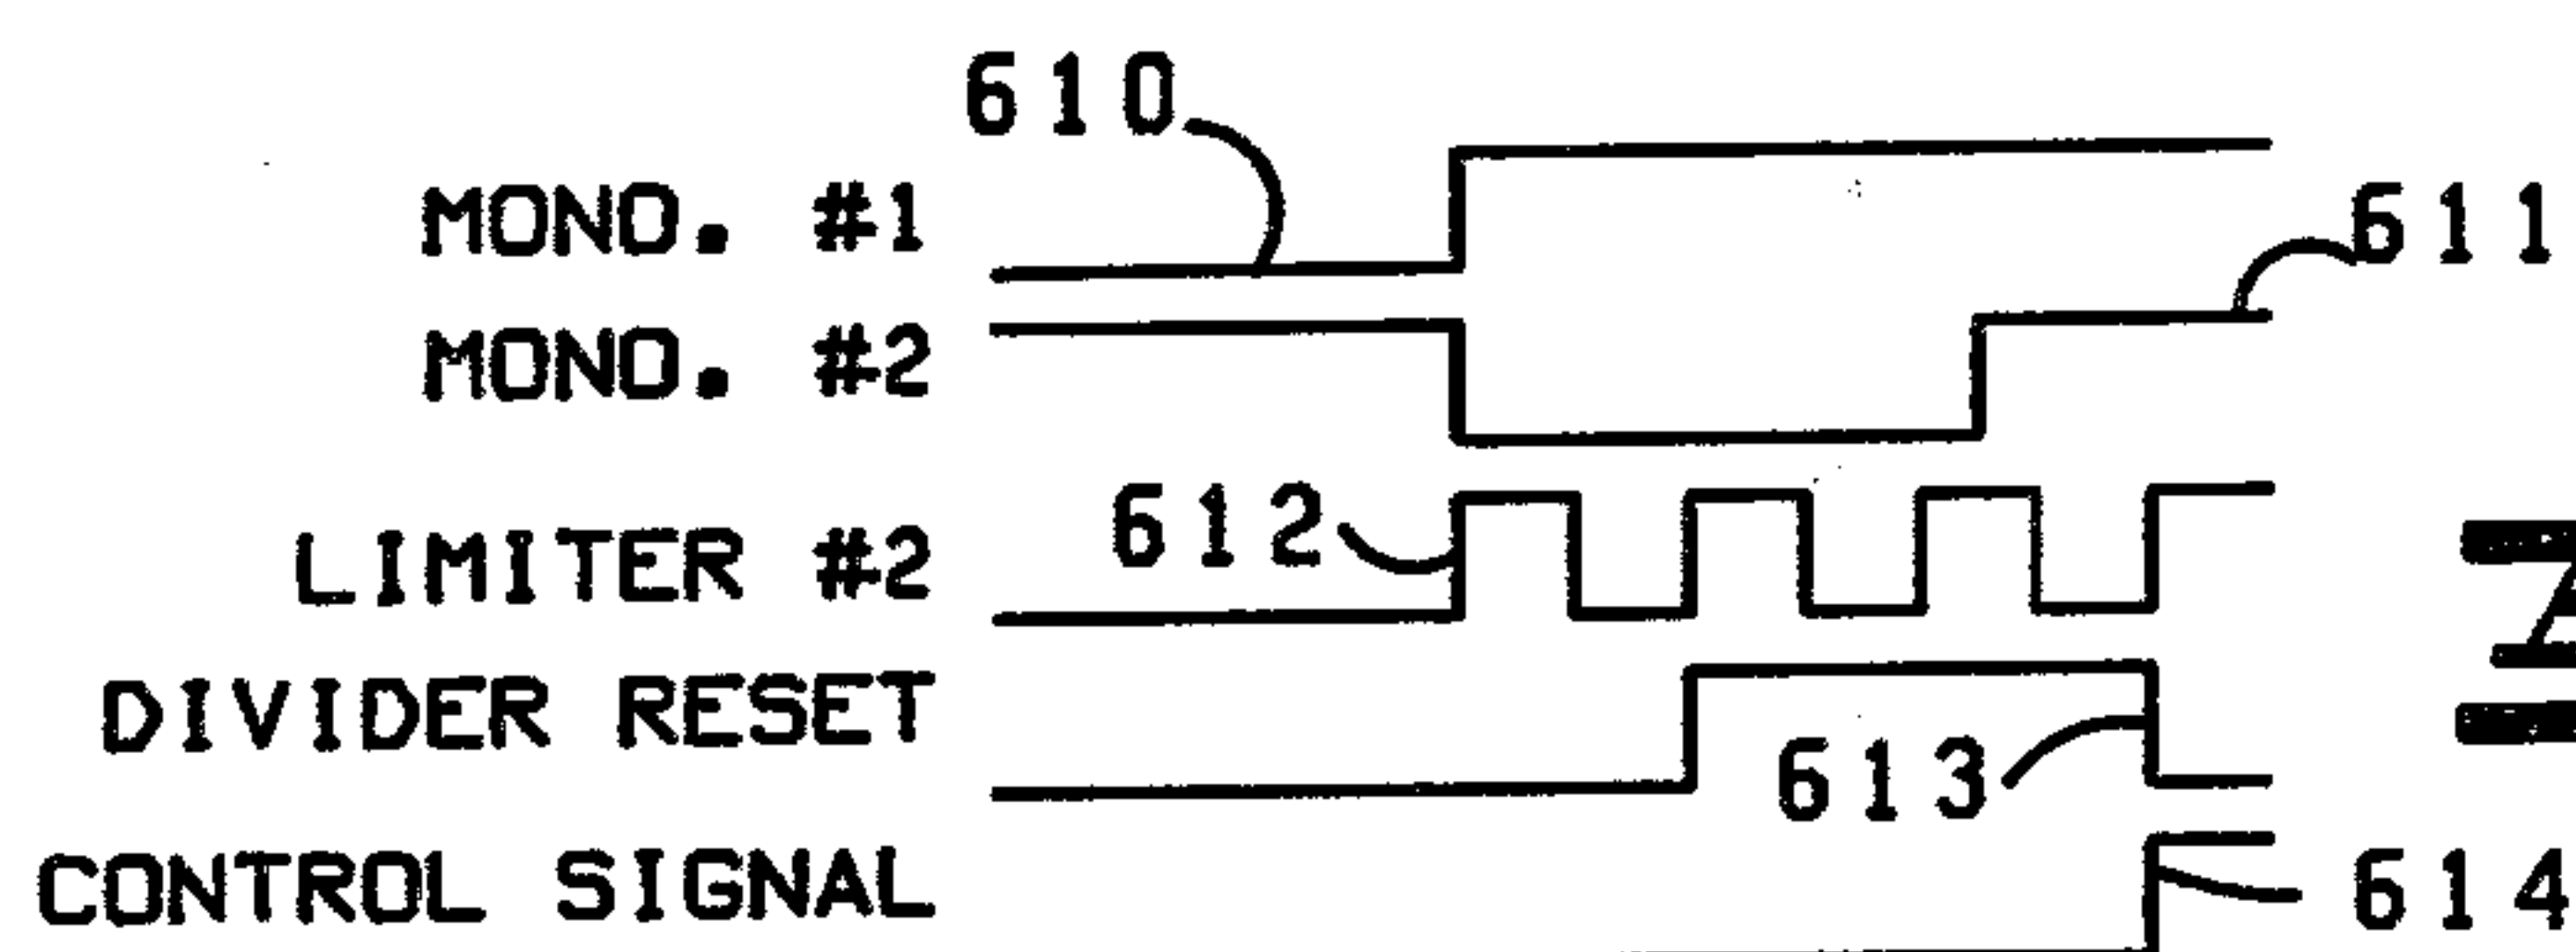 610
MONO. #1
611
MONO. #2
612
LIMITER #2
DIVIDER RESET
613
CONTROL SIGNAL
614